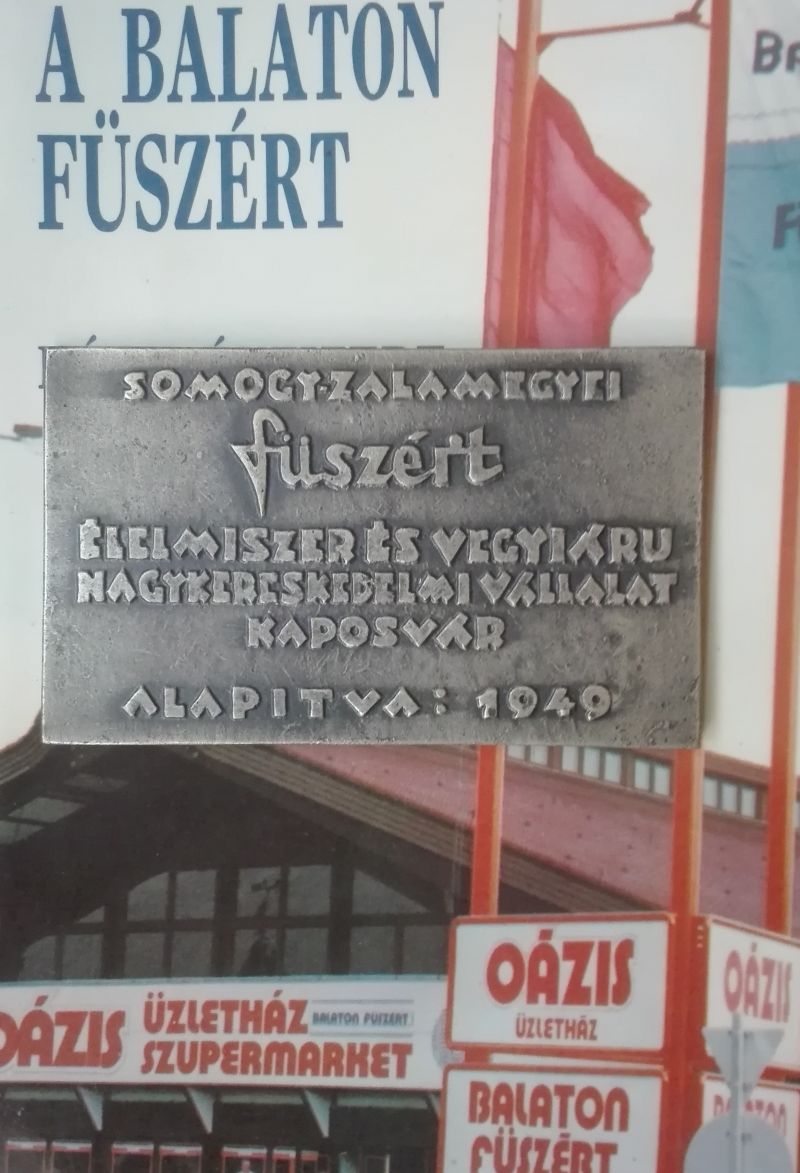 A BALATON
FÜSZÉRT
SOMOGY-ZALAMEGYEI
füszért
ÉLELMISZER ÉS VEGYIÁRU
NAGYKERESKEDELMI VÁLLALAT
KAPOSVÁR
ALAPITVA: 1949
OÁZIS
ÜZLETHÁZ
BALATON FÜSZÉRT
SZUPERMARKET
OÁZIS
ÜZLETHÁZ
BALATON
FÜSZÉRT
OÁZIS